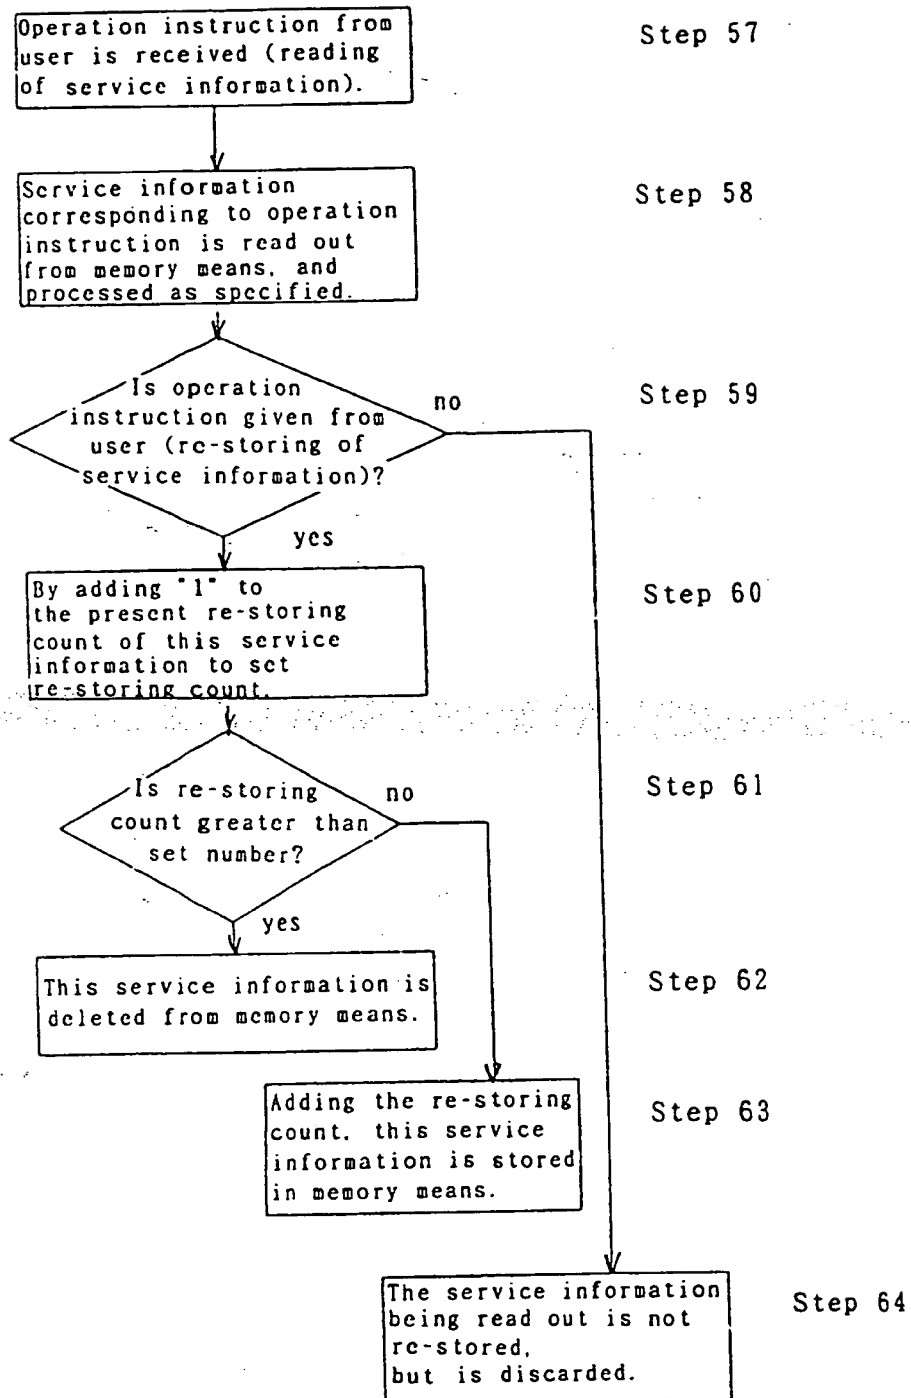 Operation instruction from
user is received (reading
of service information).
Step 57
Service information
corresponding to operation
instruction is read out
from memory means, and
processed as specified.
Step 58
Is operation
instruction given from
user (re-storing of
service information)?
no
yes
Step 59
By adding "1" to
the present re-storing
count of this service
information to set
re-storing count.
Step 60
Is re-storing
count greater than
set number?
no
yes
Step 61
This service information is
deleted from memory means.
Step 62
Adding the re-storing
count, this service
information is stored
in memory means.
Step 63
The service information
being read out is not
re-stored,
but is discarded.
Step 64